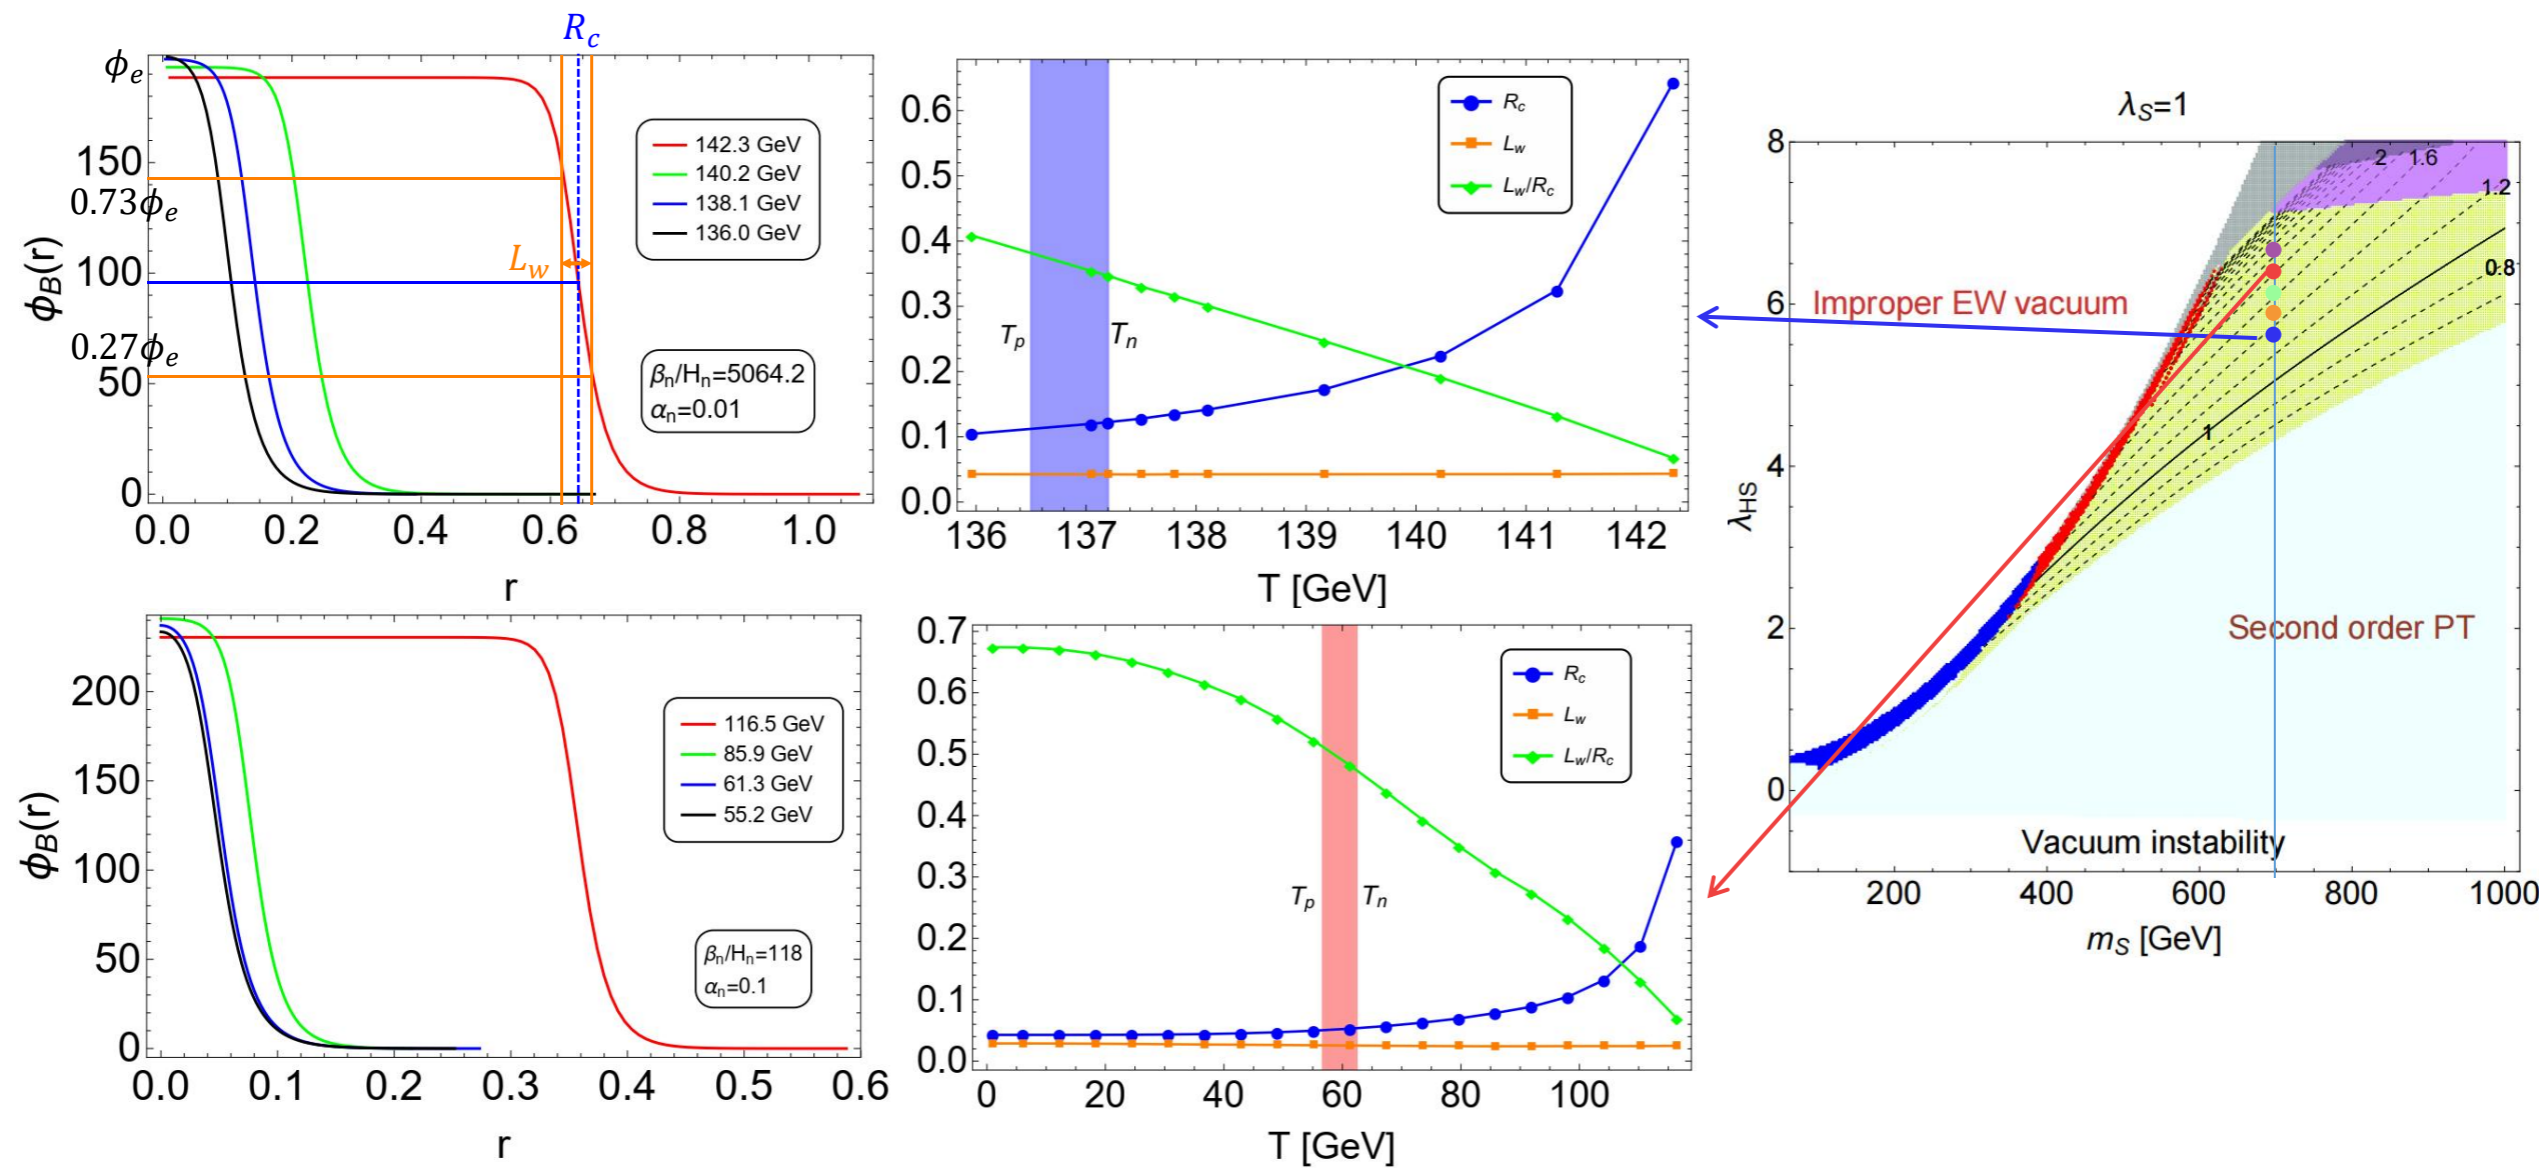 R_c
ϕ_e
150
0.73ϕ_e
100
0.27ϕ_e
50
0
ϕ_B(r)
L_w
142.3 GeV
140.2 GeV
138.1 GeV
136.0 GeV
β_n/H_n=5064.2
α_n=0.01
0.0 0.2 0.4 0.6 0.8 1.0
r
0.6
0.5
0.4
0.3
0.2
0.1
0.0
R_c
L_w
L_w/R_c
T_p
T_n
136 137 138 139 140 141 142
T [GeV]
200
150
100
50
0
ϕ_B(r)
116.5 GeV
85.9 GeV
61.3 GeV
55.2 GeV
β_n/H_n=118
α_n=0.1
0.0 0.1 0.2 0.3 0.4 0.5 0.6
r
0.7
0.6
0.5
0.4
0.3
0.2
0.1
0.0
R_c
L_w
L_w/R_c
T_p
T_n
0 20 40 60 80 100
T [GeV]
λ_S=1
8
6
4
2
0
λ_HS
2 1.6
1.2
0.8
1
Improper EW vacuum
Second order PT
Vacuum instability
200 400 600 800 1000
m_S [GeV]